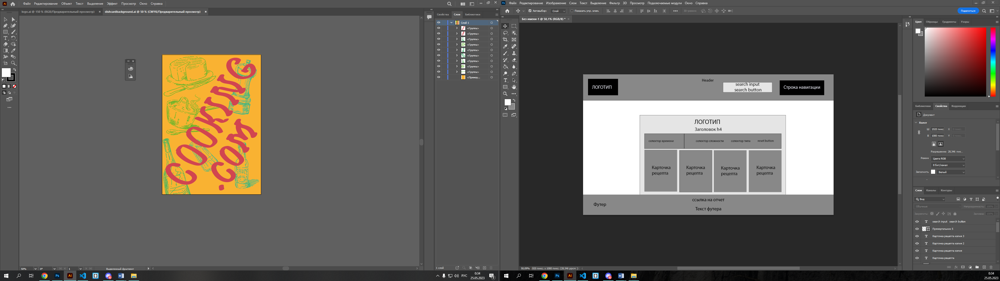 Ai
Файл Редактирование Объект Текст Выделение Эффект Просмотр Окно Справка
logo.ai @ 150 % (RGB/Предварительный просмотр)
dishcardbackground.ai @ 50 % (CMYK/Предварительный просмотр)
Свойства Слои Библиотеки
Слой 1
<Группа>
<Группа>
<Группа>
<Группа>
<Группа>
<Группа>
<Группа>
<Группа>
<Группа>
<Прямоу...
COOKING
.COM
50% 0° 1 Выделенный фрагмент
1 слой
Ps
Файл Редактирование Изображение Слои Текст Выделение Фильтр 3D Просмотр Подключаемые модули Окно Справка
Автовыбор: Слой Показать упр. элем. 3D-режим: Поделиться
Без имени-1 @ 50,1% (RGB/8) *
Header
ЛОГОТИП
search input
search button
Строка навигации
ЛОГОТИП
Заголовок h4
селектор времени селектор сложности селектор типа reset button
Карточка
рецепта
Карточка
рецепта
Карточка
рецепта
Карточка
рецепта
ссылка на отчет
Футер
Текст футера
50,09% 1920 пикс. x 1080 пикс. (28,346 ppcm)
Цвет Образцы Градиенты Узоры
Библиотеки Свойства Коррекция
Документ
Холст
Ш 1920 пикс X
В 1080 пикс Y
Разрешение: 28,346 пик...
Режим Цвета RGB
8 бит/канал
Заполнить Белый
Слои Каналы Контуры
Вид
Обычные Непрозрачность: 100%
Закрепить: Заливка: 100%
search input search button
Прямоугольник 5
Карточка рецепта копия 3
Карточка рецепта копия 2
Карточка рецепта копия
Карточка рецепта
РУС
0:34
25.05.2023
5
0:34
25.05.2023